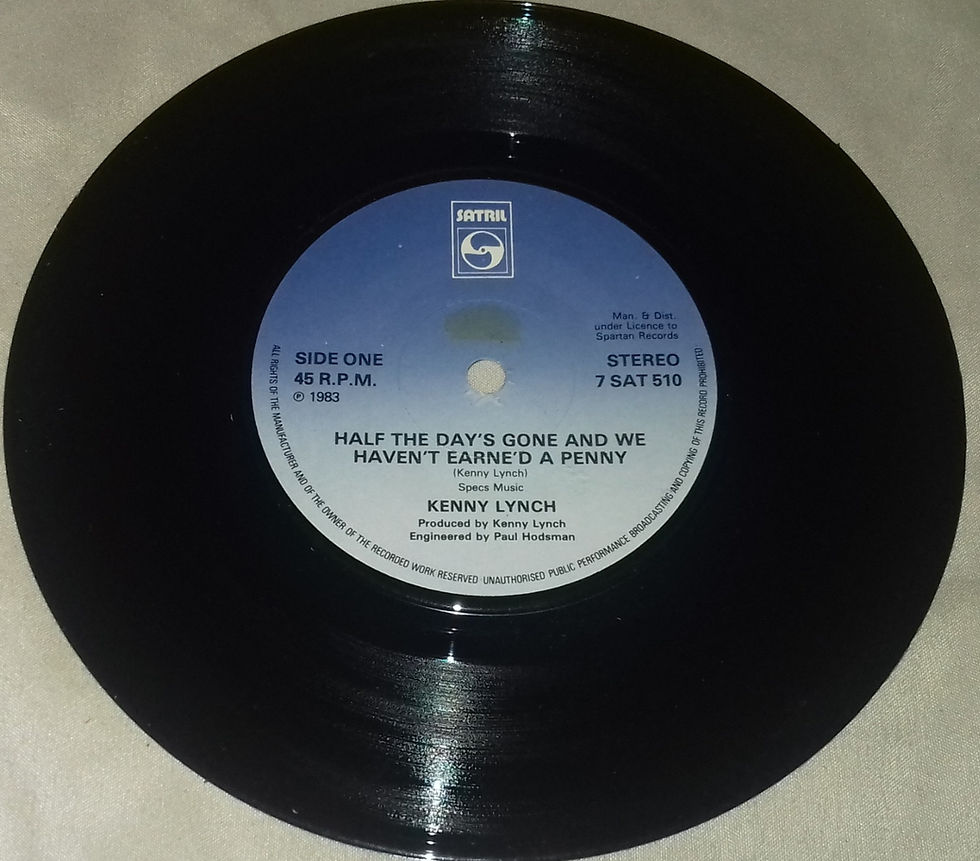 SATRIL
Man. & Dist.
under Licence to
Spartan Records
SIDE ONE
45 R.P.M.
℗ 1983
STEREO
7 SAT 510
HALF THE DAY'S GONE AND WE
HAVEN'T EARNE'D A PENNY
(Kenny Lynch)
Specs Music
KENNY LYNCH
Produced by Kenny Lynch
Engineered by Paul Hodsman
ALL RIGHTS OF THE MANUFACTURER AND OF THE OWNER OF THE RECORDED WORK RESERVED · UNAUTHORISED PUBLIC PERFORMANCE BROADCASTING AND COPYING OF THIS RECORD PROHIBITED·